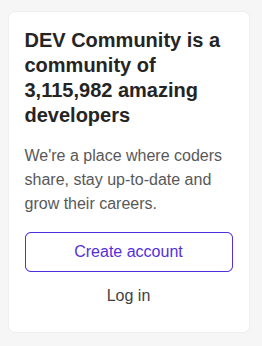 DEV Community is a
community of
3,115,982 amazing
developers
We're a place where coders
share, stay up-to-date and
grow their careers.
Create account
Log in